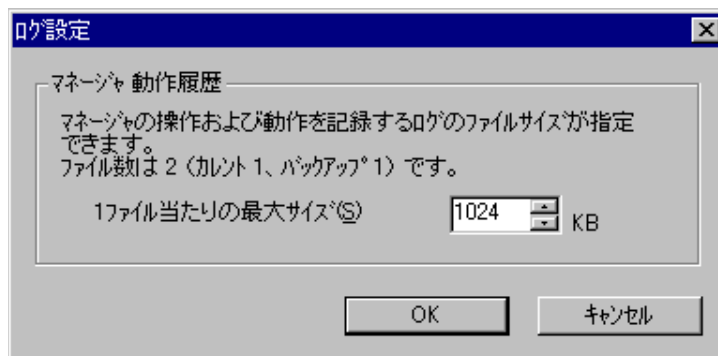 ﾛｸﾞ設定
ﾏﾈｰｼﾞｬ 動作履歴
ﾏﾈｰｼﾞｬの操作および動作を記録するﾛｸﾞのﾌｧｲﾙｻｲｽﾞが指定
できます。
ﾌｧｲﾙ数は 2（ｶﾚﾝﾄ 1、ﾊﾞｯｸｱｯﾌﾟ 1）です。
1ﾌｧｲﾙ当たりの最大ｻｲｽﾞ(S) 1024 KB
OK ｷｬﾝｾﾙ